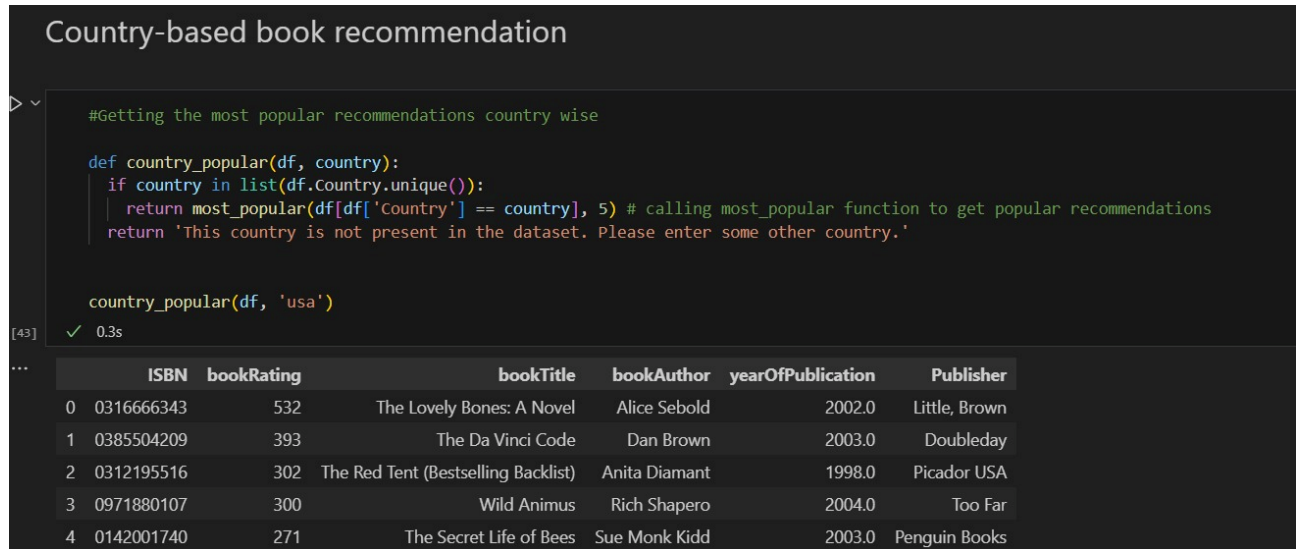 Country-based book recommendation
#Getting the most popular recommendations country wise
def country_popular(df, country):
if country in list(df.Country.unique()):
return most_popular(df[df['Country'] == country], 5) # calling most_popular function to get popular recommendations
return 'This country is not present in the dataset. Please enter some other country.'
country_popular(df, 'usa')
[43] ✓ 0.3s
...
ISBN bookRating bookTitle bookAuthor yearOfPublication Publisher
0 0316666343 532 The Lovely Bones: A Novel Alice Sebold 2002.0 Little, Brown
1 0385504209 393 The Da Vinci Code Dan Brown 2003.0 Doubleday
2 0312195516 302 The Red Tent (Bestselling Backlist) Anita Diamant 1998.0 Picador USA
3 0971880107 300 Wild Animus Rich Shapero 2004.0 Too Far
4 0142001740 271 The Secret Life of Bees Sue Monk Kidd 2003.0 Penguin Books